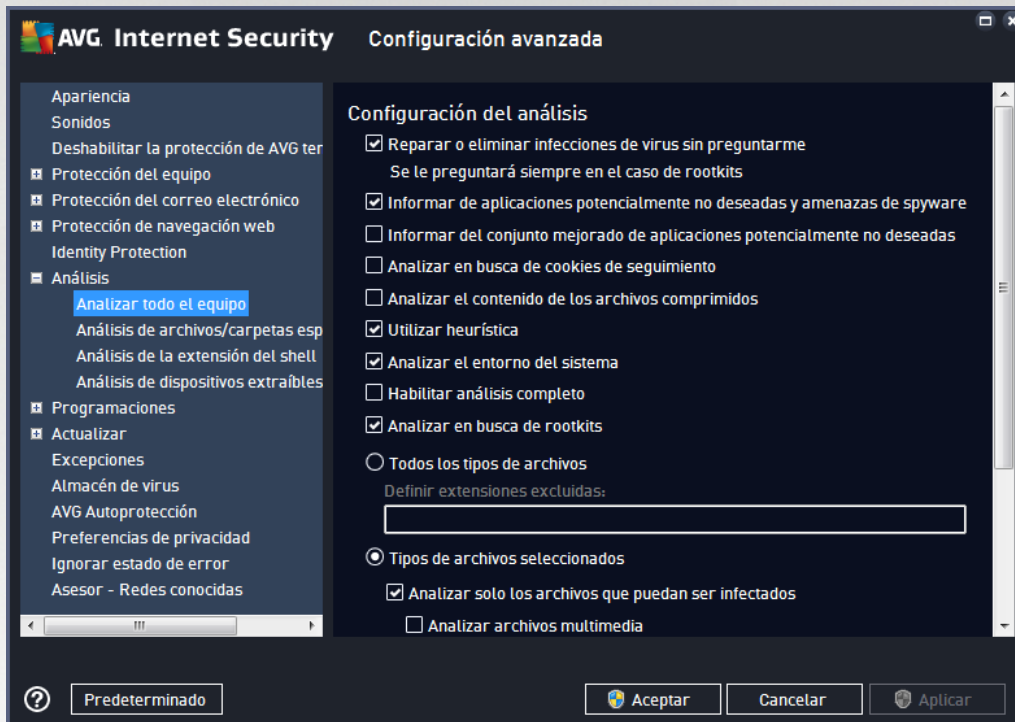 AVG. Internet Security
Configuración avanzada
Apariencia
Sonidos
Deshabilitar la protección de AVG ter
Protección del equipo
Protección del correo electrónico
Protección de navegación web
Identity Protection
Análisis
Analizar todo el equipo
Análisis de archivos/carpetas esp
Análisis de la extensión del shell
Análisis de dispositivos extraíbles
Programaciones
Actualizar
Excepciones
Almacén de virus
AVG Autoprotección
Preferencias de privacidad
Ignorar estado de error
Asesor - Redes conocidas
Configuración del análisis
Reparar o eliminar infecciones de virus sin preguntarme
Se le preguntará siempre en el caso de rootkits
Informar de aplicaciones potencialmente no deseadas y amenazas de spyware
Informar del conjunto mejorado de aplicaciones potencialmente no deseadas
Analizar en busca de cookies de seguimiento
Analizar el contenido de los archivos comprimidos
Utilizar heurística
Analizar el entorno del sistema
Habilitar análisis completo
Analizar en busca de rootkits
Todos los tipos de archivos
Definir extensiones excluidas:
Tipos de archivos seleccionados
Analizar solo los archivos que puedan ser infectados
Analizar archivos multimedia
?
Predeterminado
Aceptar
Cancelar
Aplicar